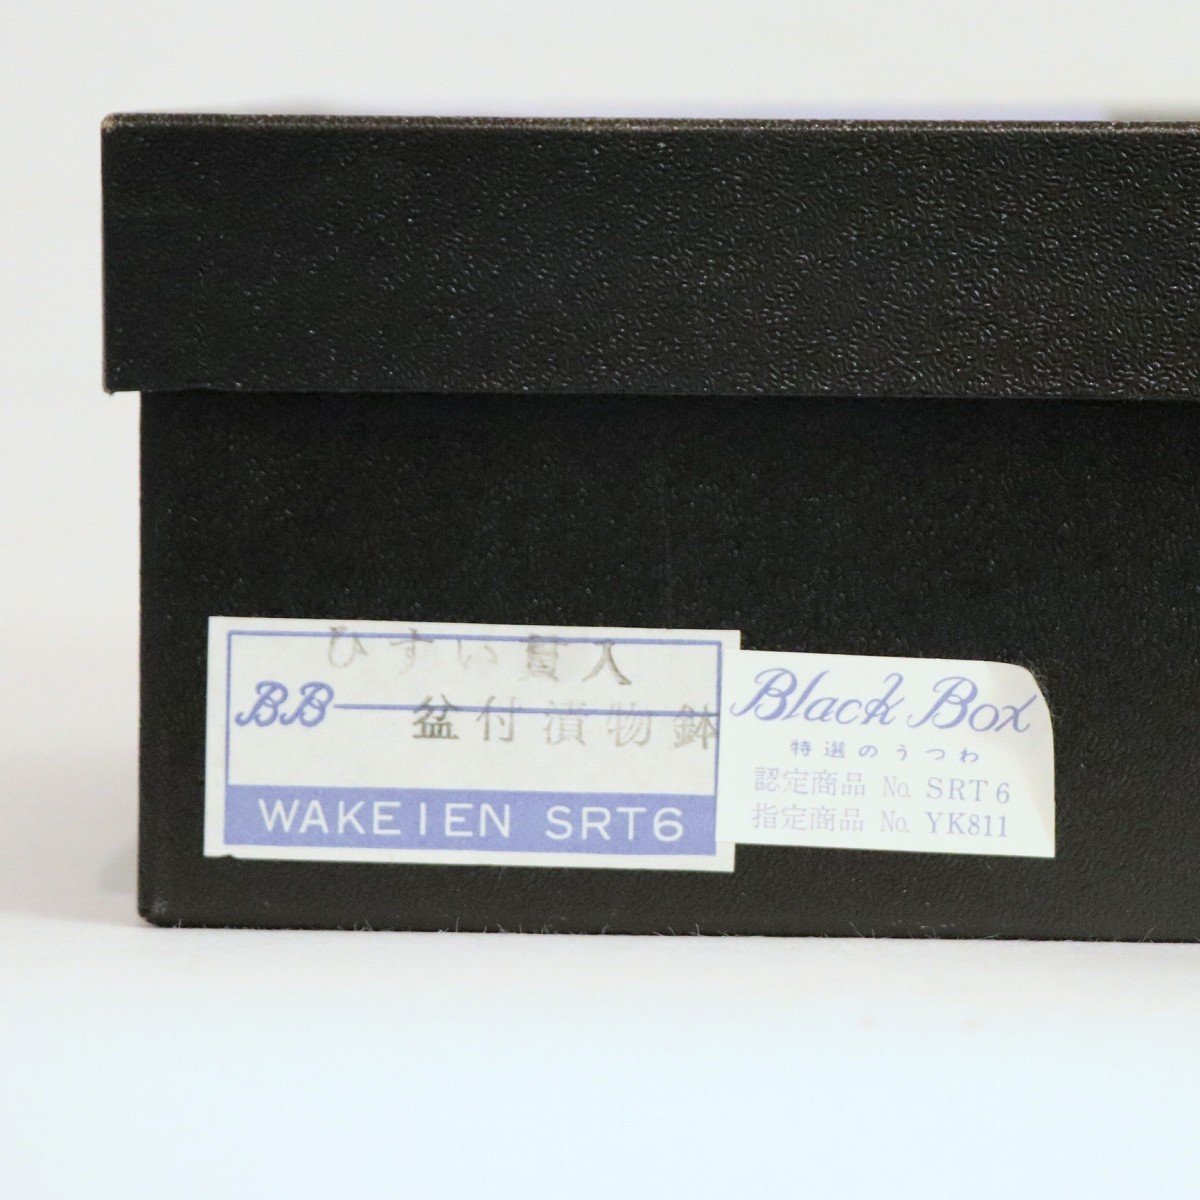 ひすい貫入
BB
盆付漬物鉢
WAKEIEN SRT6
Black Box
特選のうつわ
認定商品 No. SRT6
指定商品 No. YK811